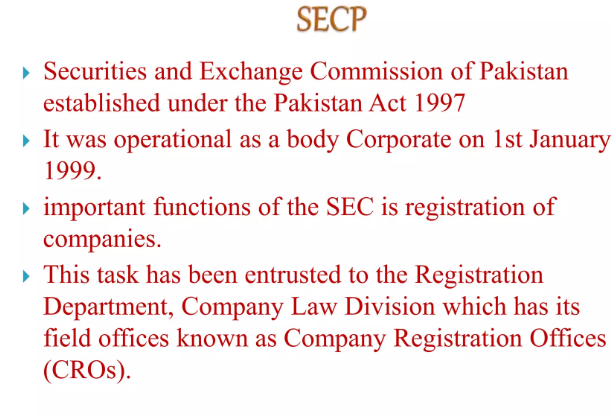 SECP
Securities and Exchange Commission of Pakistan
established under the Pakistan Act 1997
It was operational as a body Corporate on 1st January
1999.
important functions of the SEC is registration of
companies.
This task has been entrusted to the Registration
Department, Company Law Division which has its
field offices known as Company Registration Offices
(CROs).